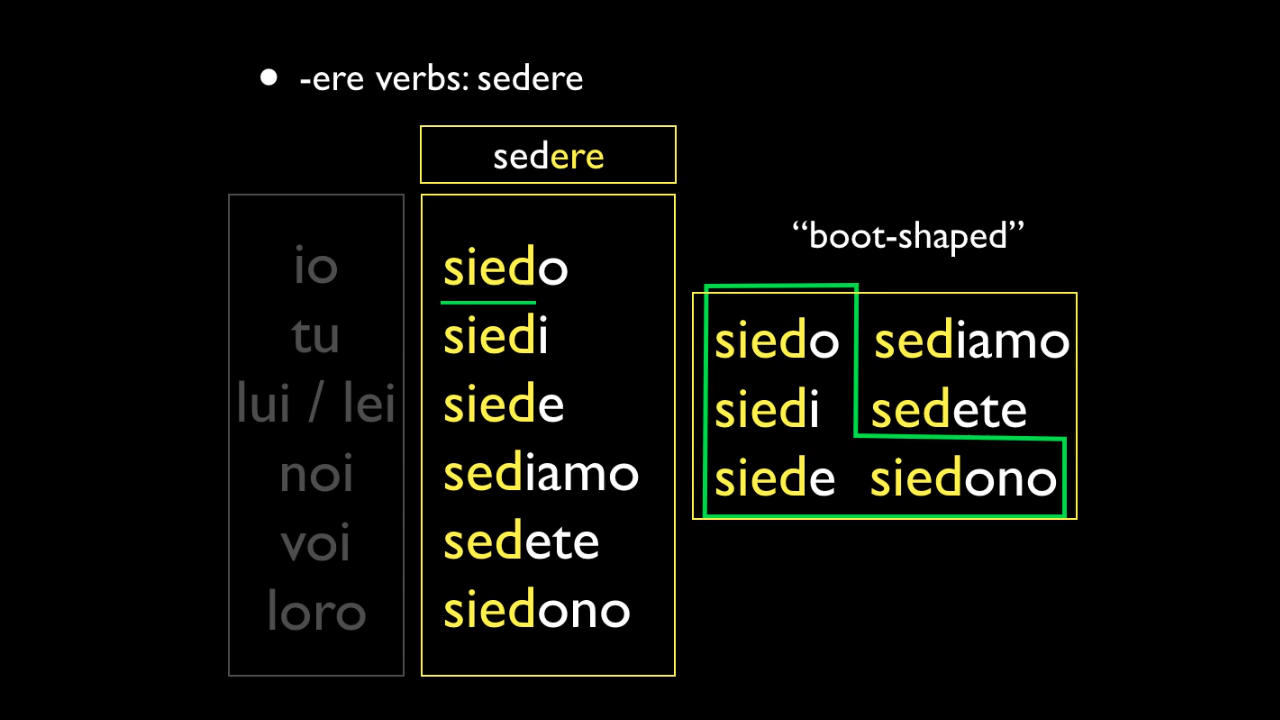 ● -ere verbs: sedere
sedere
io
tu
lui / lei
noi
voi
loro
siedo
siedi
siede
sediamo
sedete
siedono
“boot-shaped”
siedo sediamo
siedi sedete
siede siedono